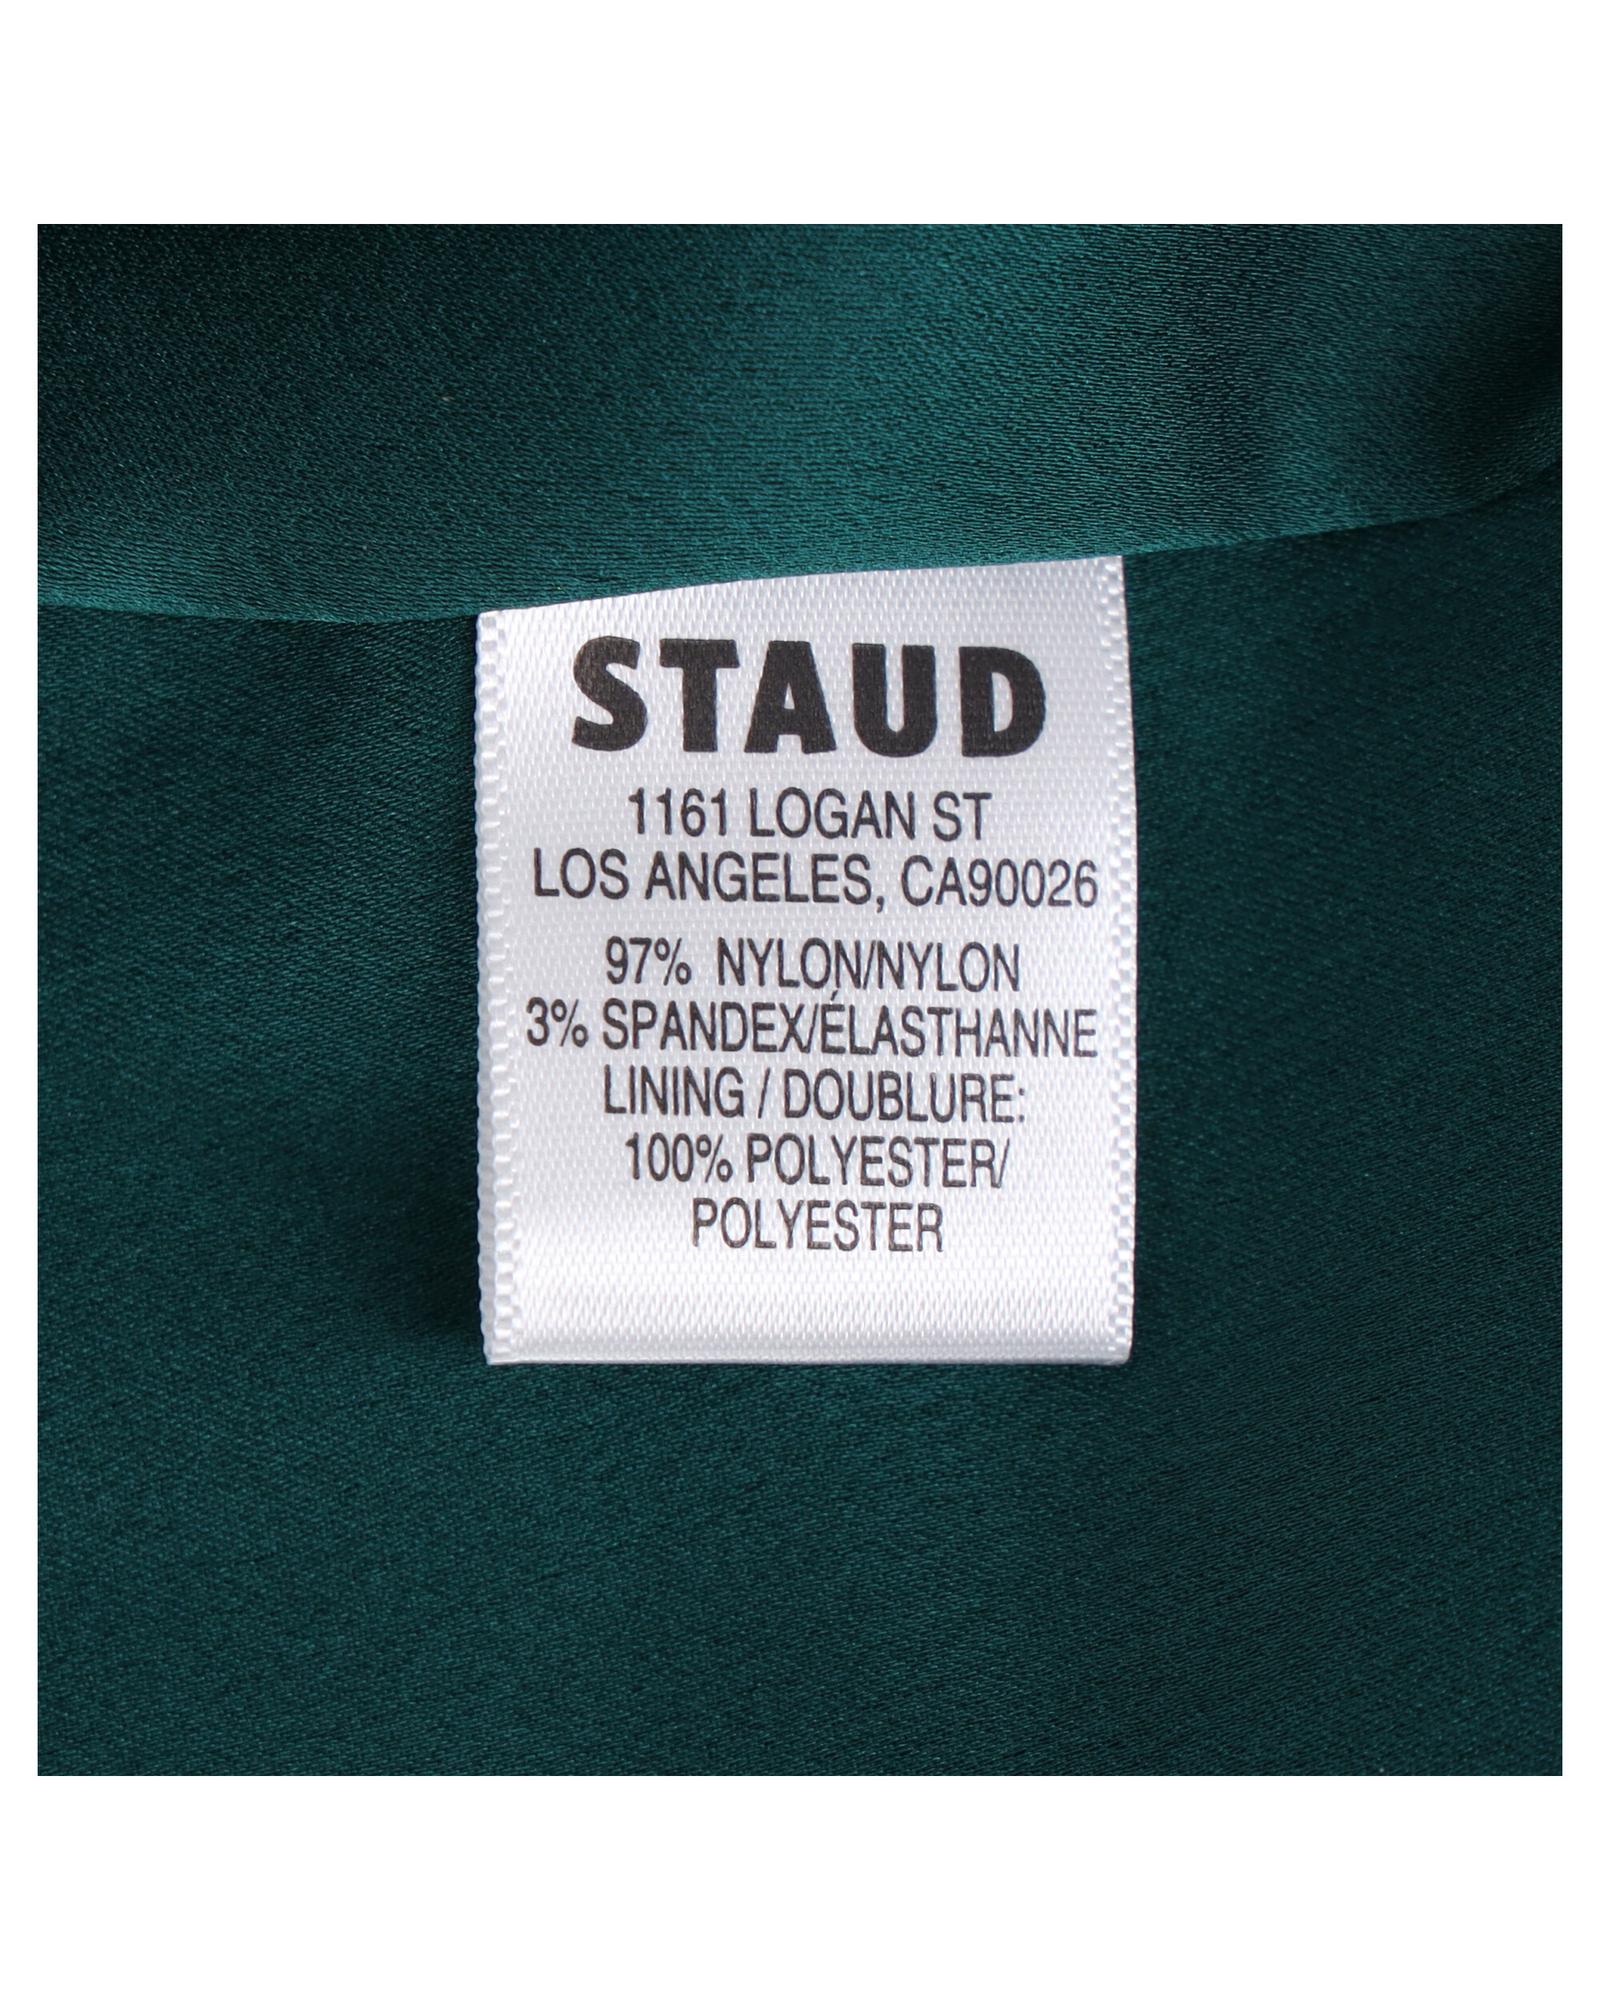 STAUD
1161 LOGAN ST
LOS ANGELES, CA90026
97% NYLON/NYLON
3% SPANDEX/ÉLASTHANNE
LINING / DOUBLURE:
100% POLYESTER/
POLYESTER